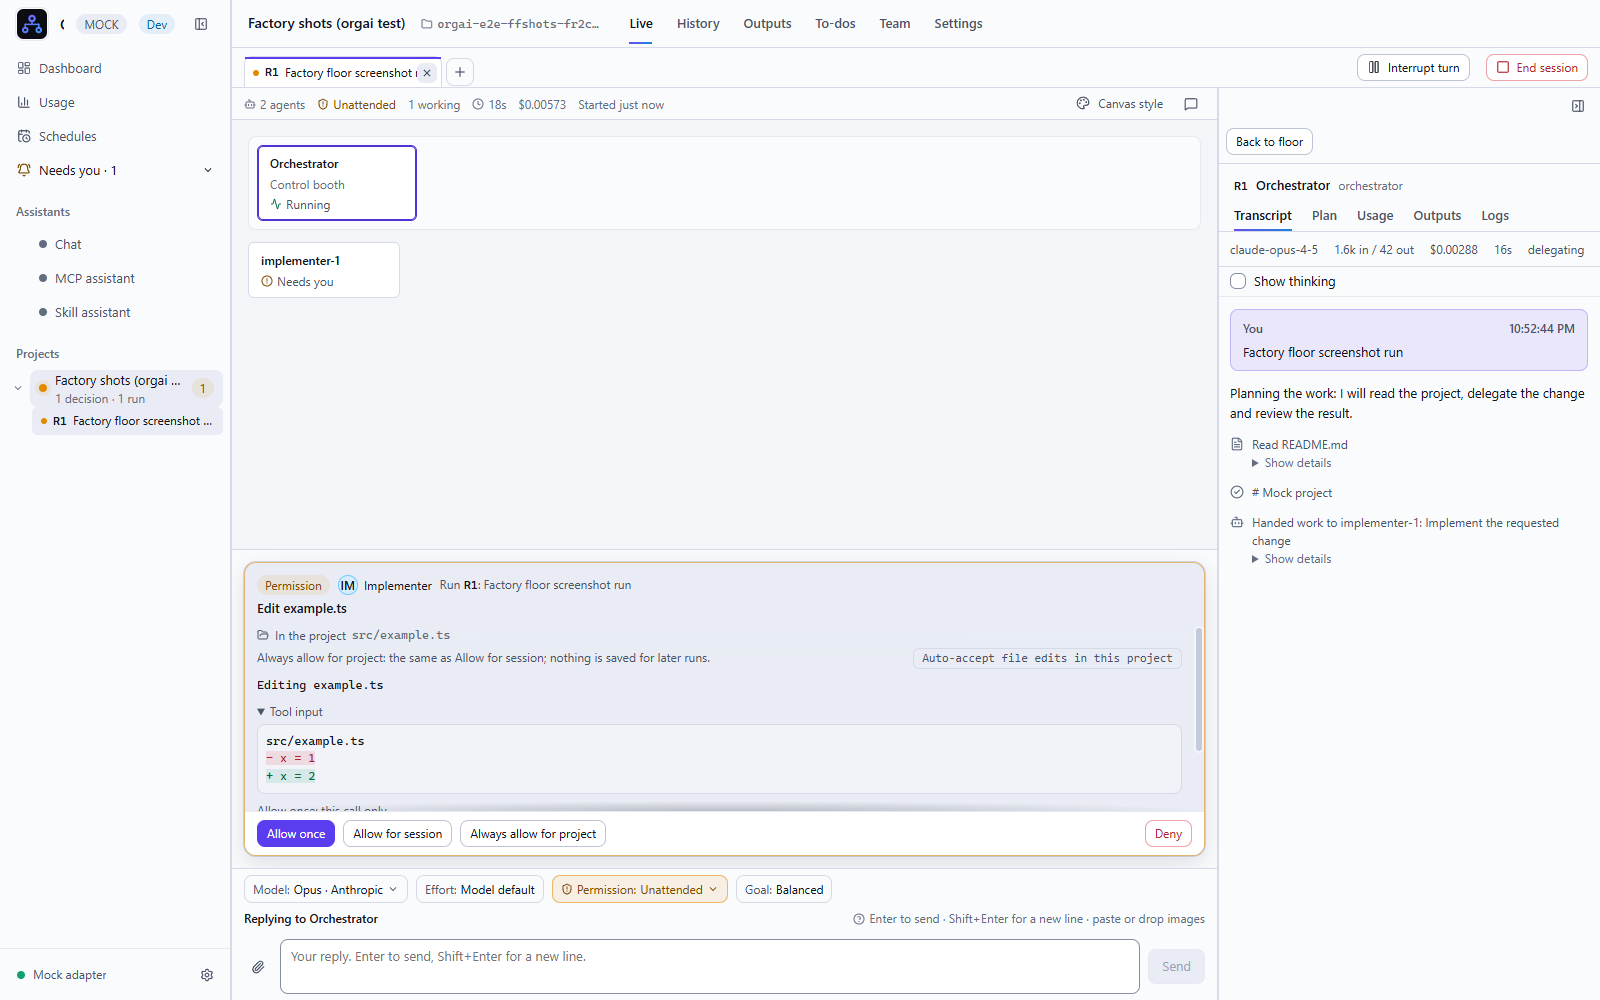 MOCK
Dev
Dashboard
Usage
Schedules
Needs you · 1
Assistants
Chat
MCP assistant
Skill assistant
Projects
Factory shots (orgai ...
1 decision · 1 run
1
R1 Factory floor screenshot ...
Mock adapter
Factory shots (orgai test)
orgai-e2e-ffshots-fr2c…
Live
History
Outputs
To-dos
Team
Settings
R1 Factory floor screenshot
Interrupt turn
End session
2 agents
Unattended
1 working
18s
$0.00573
Started just now
Canvas style
Orchestrator
Control booth
Running
implementer-1
Needs you
Permission
IM
Implementer
Run R1: Factory floor screenshot run
Edit example.ts
In the project src/example.ts
Always allow for project: the same as Allow for session; nothing is saved for later runs.
Auto-accept file edits in this project
Editing example.ts
Tool input
src/example.ts
- x = 1
+ x = 2
Allow once: this call only
Allow once
Allow for session
Always allow for project
Deny
Model: Opus · Anthropic
Effort: Model default
Permission: Unattended
Goal: Balanced
Replying to Orchestrator
Enter to send · Shift+Enter for a new line · paste or drop images
Your reply. Enter to send, Shift+Enter for a new line.
Send
Back to floor
R1 Orchestrator orchestrator
Transcript
Plan
Usage
Outputs
Logs
claude-opus-4-5
1.6k in / 42 out
$0.00288
16s
delegating
Show thinking
You
10:52:44 PM
Factory floor screenshot run
Planning the work: I will read the project, delegate the change
and review the result.
Read README.md
Show details
# Mock project
Handed work to implementer-1: Implement the requested
change
Show details